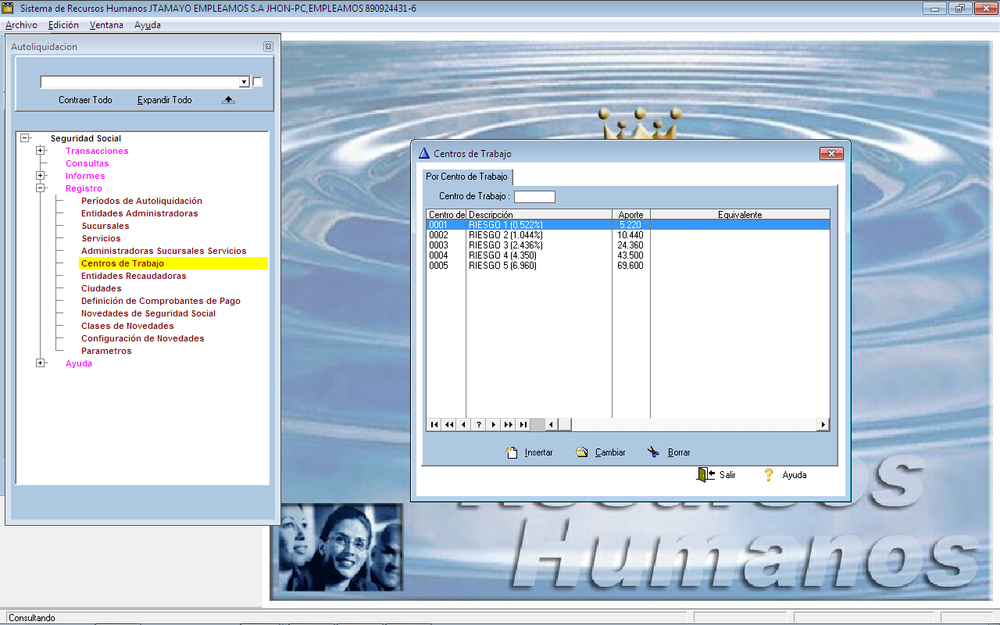 Sistema de Recursos Humanos JTAMAYO EMPLEAMOS S.A JHON-PC,EMPLEAMOS 890924431-6
Archivo Edición Ventana Ayuda
Autoliquidacion
Contraer Todo Expandir Todo
Seguridad Social
Transacciones
Consultas
Informes
Registro
Periodos de Autoliquidación
Entidades Administradoras
Sucursales
Servicios
Administradoras Sucursales Servicios
Centros de Trabajo
Entidades Recaudadoras
Ciudades
Definición de Comprobantes de Pago
Novedades de Seguridad Social
Clases de Novedades
Configuración de Novedades
Parametros
Ayuda
Centros de Trabajo
Por Centro de Trabajo
Centro de Trabajo :
Centro de Descripción Aporte Equivalente
0001 RIESGO 1 (0.522%) 5.220
0002 RIESGO 2 (1.044%) 10.440
0003 RIESGO 3 (2.436%) 24.360
0004 RIESGO 4 (4.350) 43.500
0005 RIESGO 5 (6.960) 69.600
?
Insertar Cambiar Borrar
Salir ? Ayuda
Recursos
Humanos
Consultando